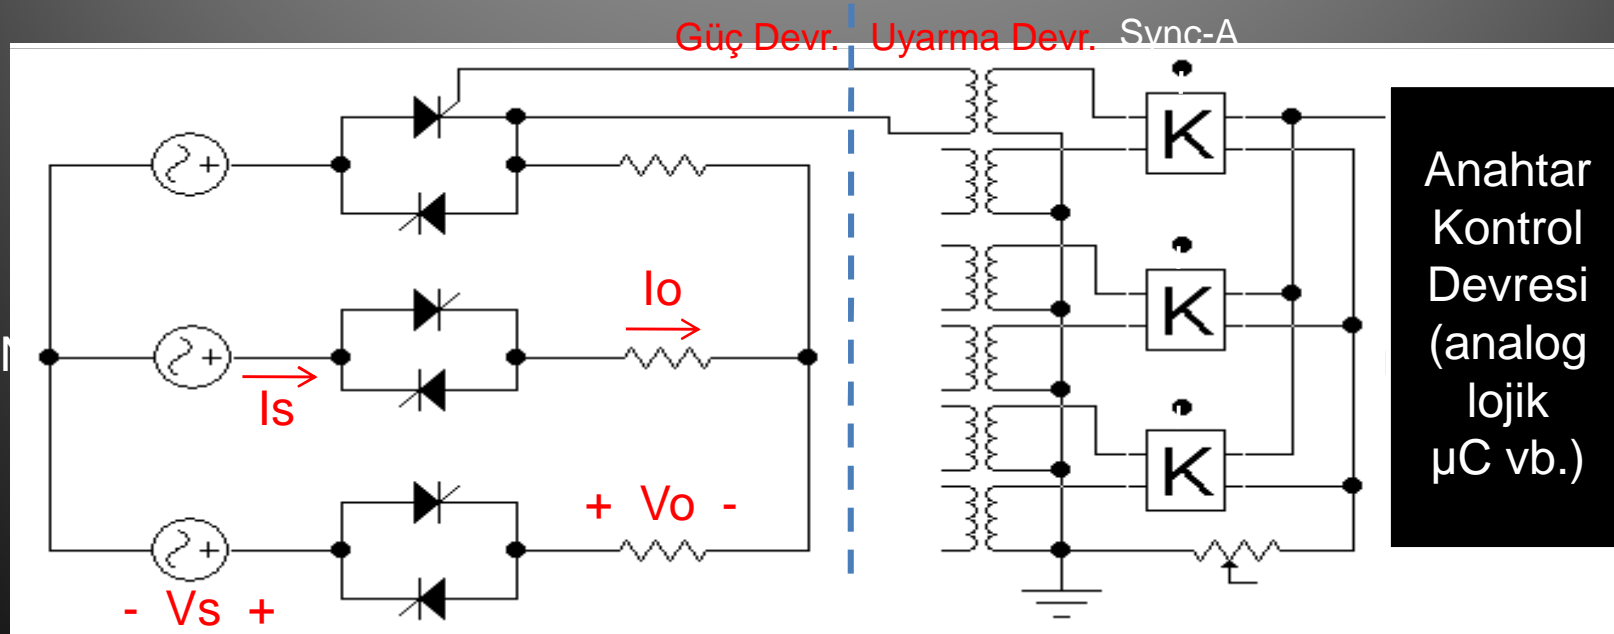 Güç Devr. Uyarma Devr. Sync-A
K
K
K
Anahtar
Kontrol
Devresi
(analog
lojik
µC vb.)
Io
Is
+ Vo -
- Vs +